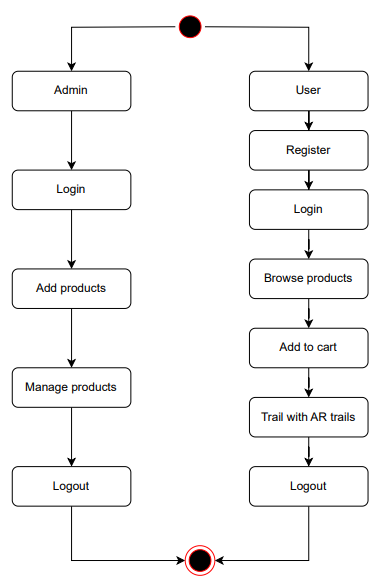 Admin
User
Register
Login
Login
Browse products
Add products
Add to cart
Manage products
Trail with AR trails
Logout
Logout